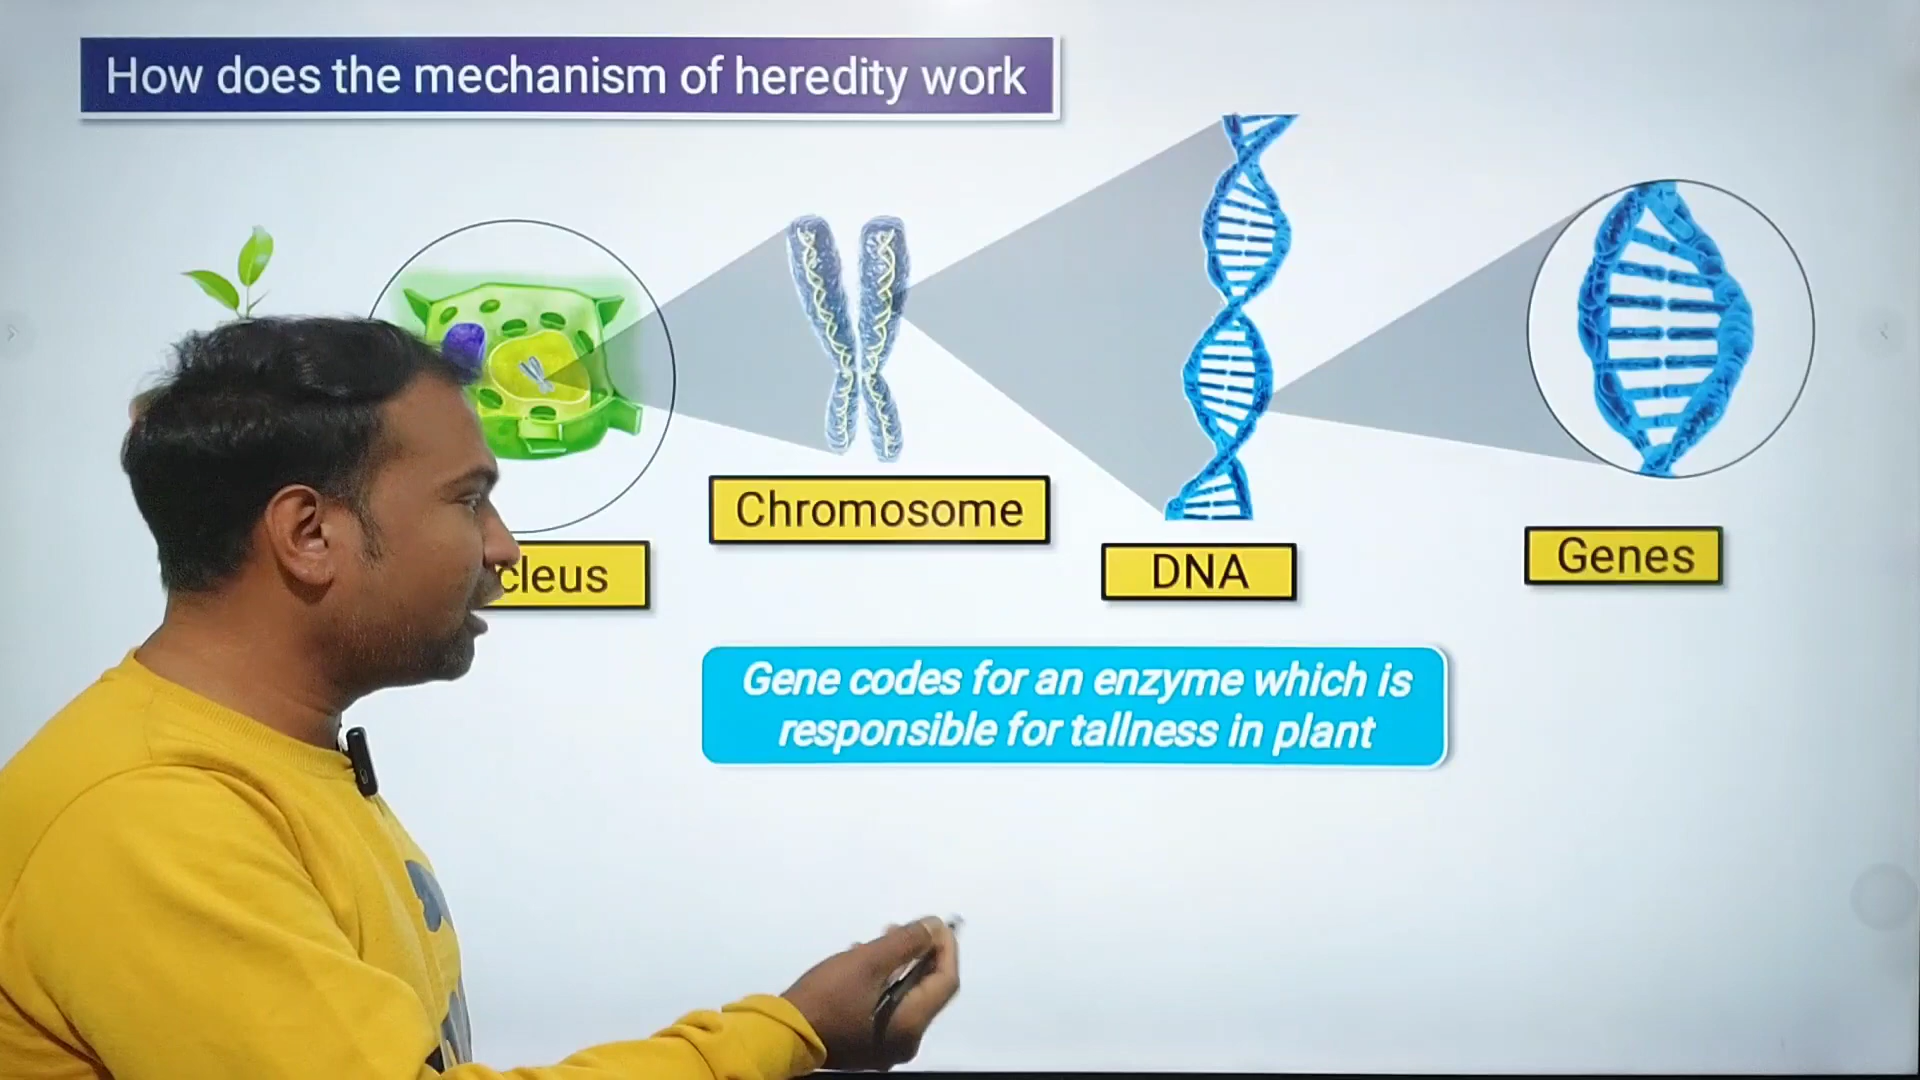 How does the mechanism of heredity work
Chromosome
cleus
DNA
Genes
Gene codes for an enzyme which is
responsible for tallness in plant